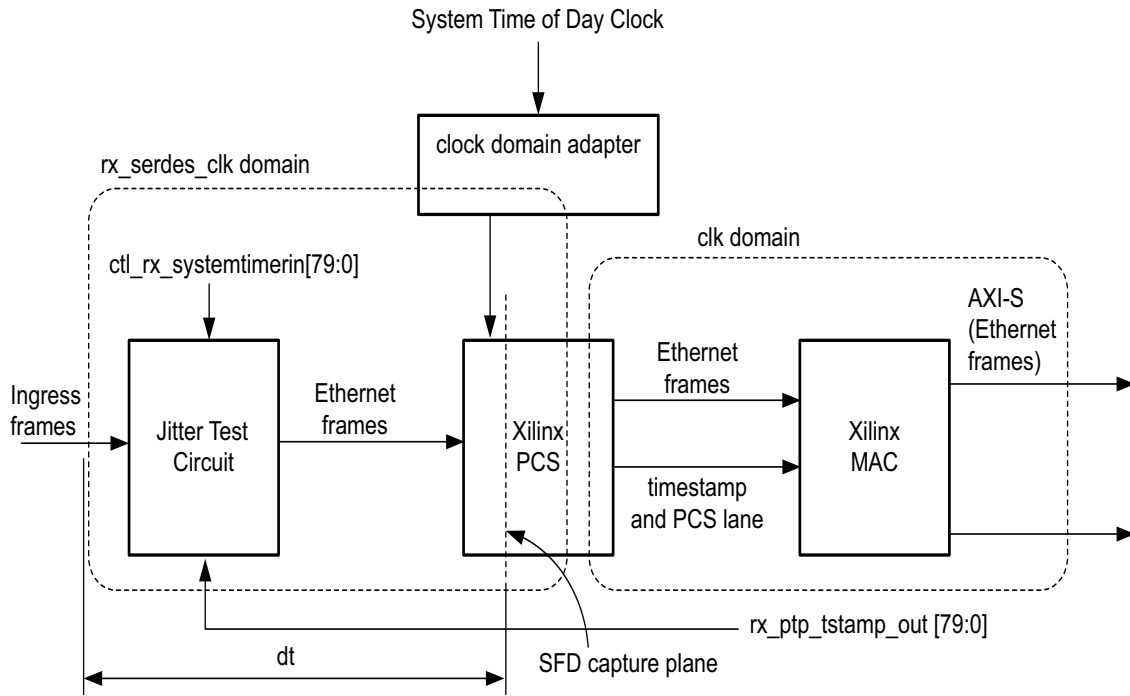 System Time of Day Clock
clock domain adapter
rx_serdes_clk domain
clk domain
ctl_rx_systemtimerin[79:0]
AXI-S
(Ethernet
frames)
Ingress
frames
Jitter Test
Circuit
Ethernet
frames
Xilinx
PCS
Ethernet
frames
timestamp
and PCS lane
Xilinx
MAC
rx_ptp_tstamp_out [79:0]
dt
SFD capture plane